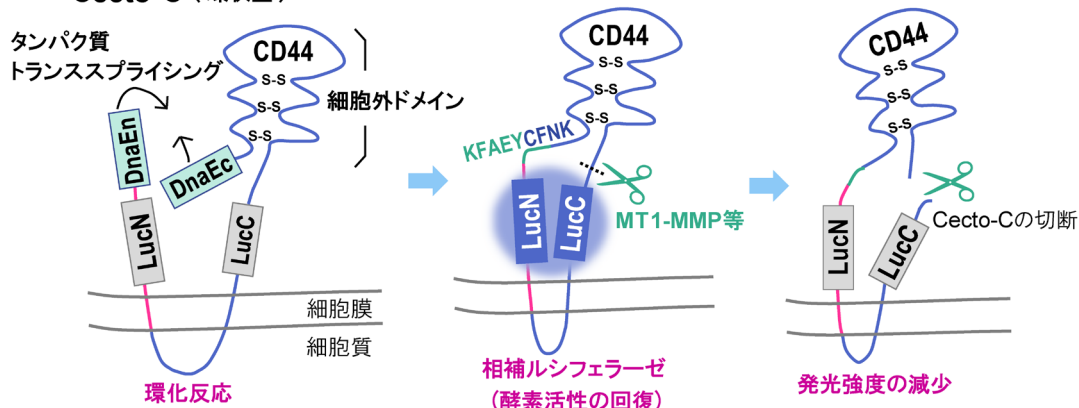 タンパク質
トランススプライシング
CD44
S-S
S-S
S-S
細胞外ドメイン
DnaEn
DnaEc
LucN
LucC
細胞膜
細胞質
環化反応
CD44
S-S
S-S
S-S
KFAEYCFNK
LucN
LucC
MT1-MMP等
相補ルシフェラーゼ
(酵素活性の回復)
CD44
S-S
S-S
S-S
LucN
LucC
Cecto-Cの切断
発光強度の減少